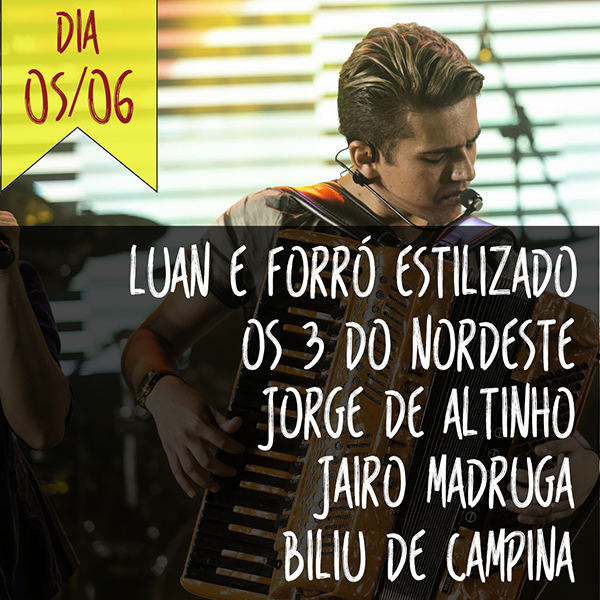 DIA
05/06
LUAN E FORRÓ ESTILIZADO
OS 3 DO NORDESTE
JORGE DE ALTINHO
JAIRO MADRUGA
BILIU DE CAMPINA